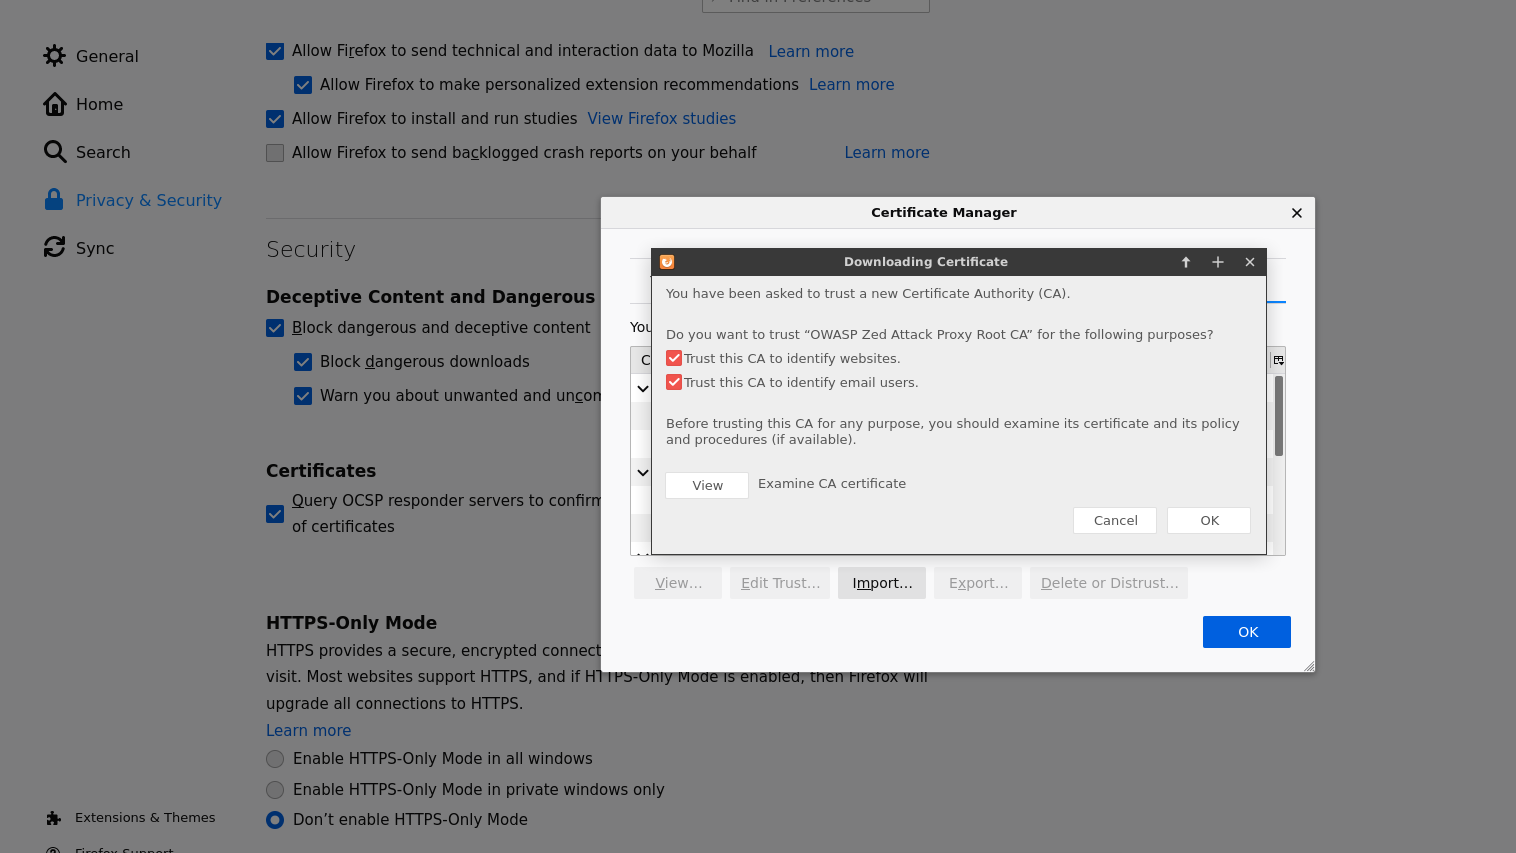 General
Home
Search
Privacy & Security
Sync
Extensions & Themes
Allow Firefox to send technical and interaction data to Mozilla Learn more
Allow Firefox to make personalized extension recommendations Learn more
Allow Firefox to install and run studies View Firefox studies
Allow Firefox to send backlogged crash reports on your behalf Learn more
Security
Deceptive Content and Dangerous
Block dangerous and deceptive content
Block dangerous downloads
Warn you about unwanted and uncom
Certificates
Query OCSP responder servers to confirm
of certificates
HTTPS-Only Mode
HTTPS provides a secure, encrypted connect
visit. Most websites support HTTPS, and if HTTPS-Only Mode is enabled, then Firefox will
upgrade all connections to HTTPS.
Learn more
Enable HTTPS-Only Mode in all windows
Enable HTTPS-Only Mode in private windows only
Don’t enable HTTPS-Only Mode
Certificate Manager
You
C
Downloading Certificate
You have been asked to trust a new Certificate Authority (CA).
Do you want to trust “OWASP Zed Attack Proxy Root CA” for the following purposes?
Trust this CA to identify websites.
Trust this CA to identify email users.
Before trusting this CA for any purpose, you should examine its certificate and its policy
and procedures (if available).
View Examine CA certificate
Cancel OK
View… Edit Trust… Import… Export… Delete or Distrust…
OK